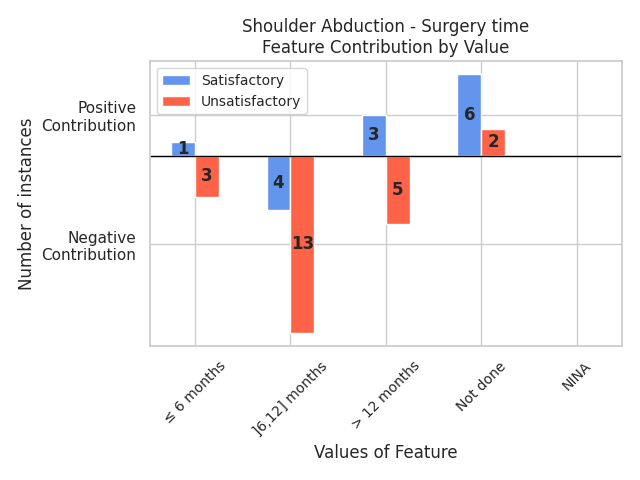 Shoulder Abduction - Surgery time
Feature Contribution by Value
Satisfactory
Unsatisfactory
Positive
Contribution
Negative
Contribution
Number of instances
1
3
4
13
3
5
6
2
≤ 6 months
]6,12] months
> 12 months
Not done
NINA
Values of Feature